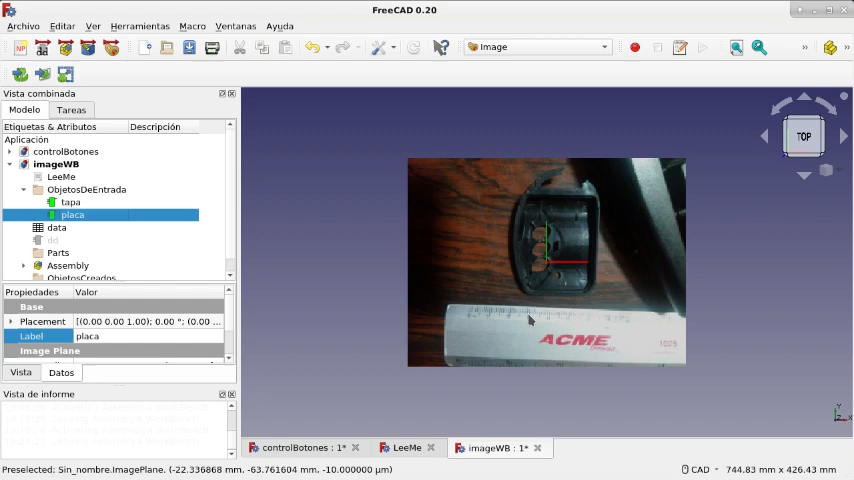 FreeCAD 0.20
Archivo Editar Ver Herramientas Macro Ventanas Ayuda
Image
Vista combinada
Modelo Tareas
Etiquetas & Atributos Descripción
Aplicación
controlBotones
imageWB
LeeMe
ObjetosDeEntrada
tapa
placa
data
dd
Parts
Assembly
ObjetosCreados
Propiedades Valor
Base
Placement [(0.00 0.00 1.00); 0.00 °; (0.00 ...
Label placa
Image Plane
Vista Datos
Vista de informe
TOP
ACME
1025
controlBotones : 1*
LeeMe
imageWB : 1*
Preselected: Sin_nombre.ImagePlane. (-22.336868 mm, -63.761604 mm, -10.000000 µm)
CAD
744.83 mm x 426.43 mm